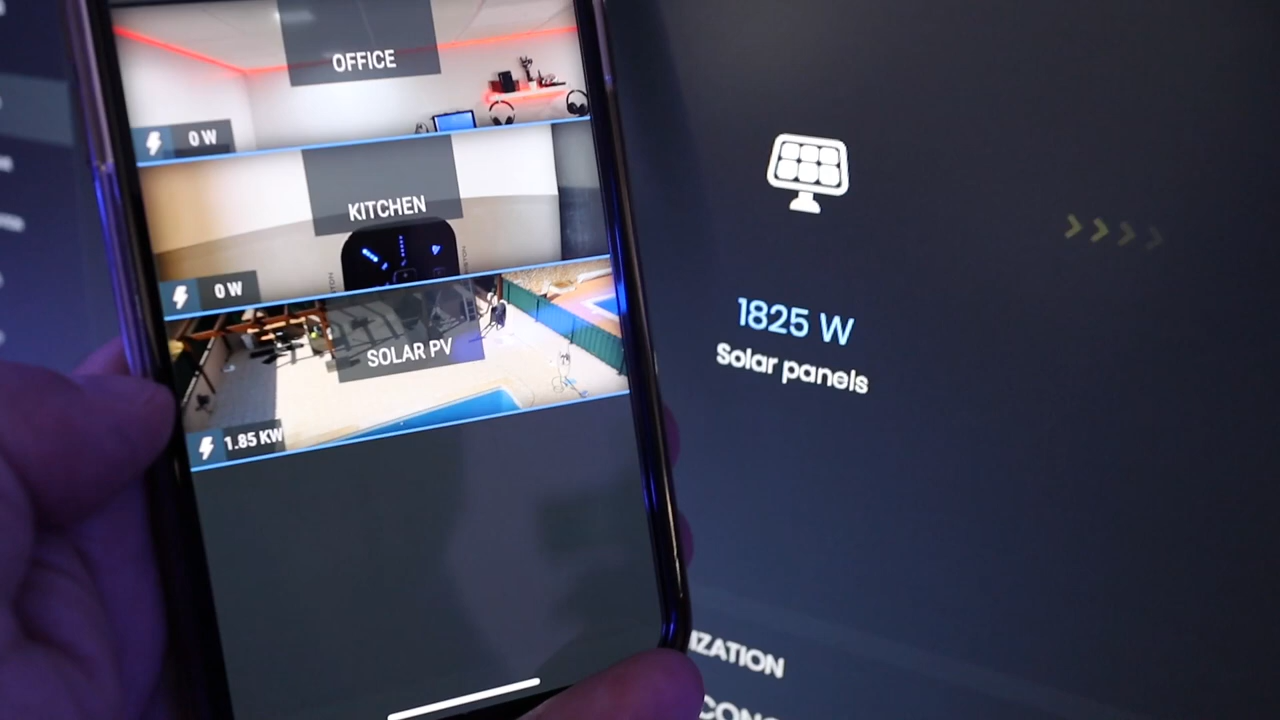 OFFICE
0 W
KITCHEN
0 W
SOLAR PV
1.85 KW
1825 W
Solar panels
IZATION